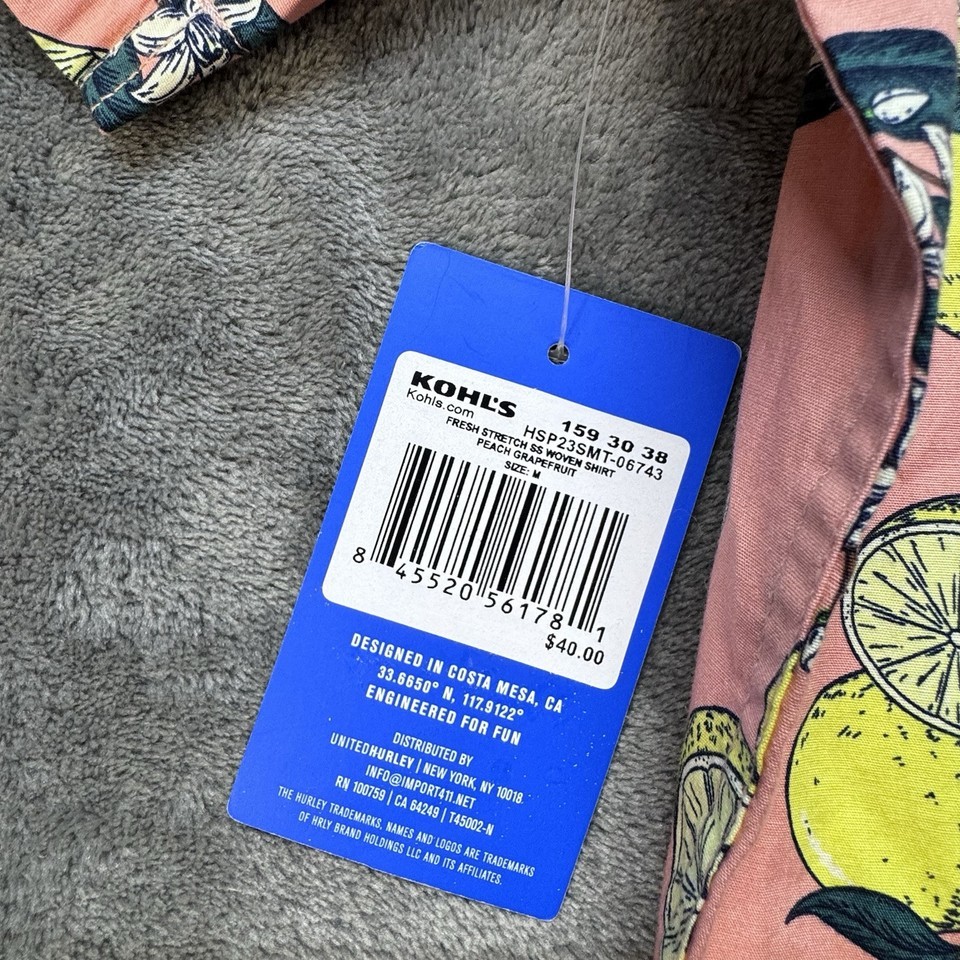 KOHL'S
Kohls.com
159 30 38
HSP23SMT-06743
FRESH STRETCH SS WOVEN SHIRT
PEACH GRAPEFRUIT
SIZE: M
8 45520 56178 1
$40.00
DESIGNED IN COSTA MESA, CA
33.6650° N, 117.9122°
ENGINEERED FOR FUN
DISTRIBUTED BY
UNITEDHURLEY | NEW YORK, NY 10018
INFO@IMPORT411.NET
RN 100759 | CA 64249 | T45002-N
THE HURLEY TRADEMARKS, NAMES AND LOGOS ARE TRADEMARKS
OF HRLY BRAND HOLDINGS LLC AND ITS AFFILIATES.